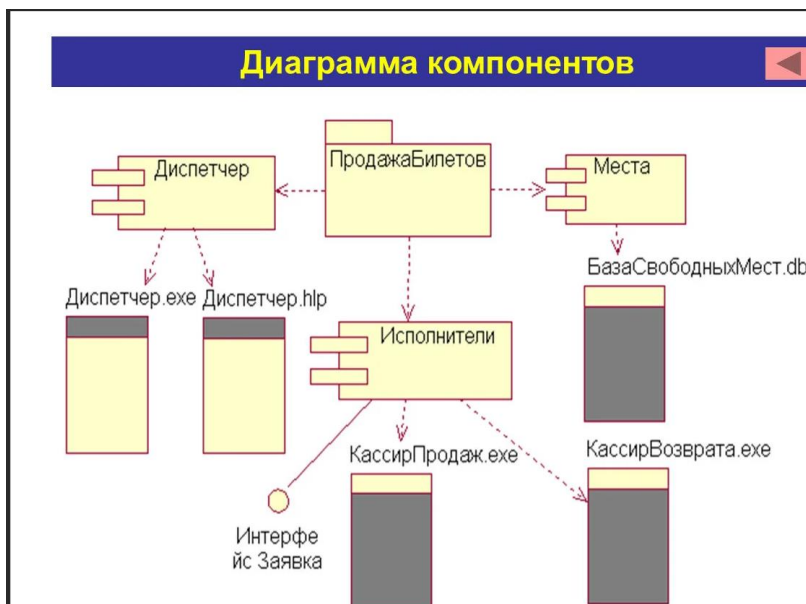 Диаграмма компонентов
Диспетчер
ПродажаБилетов
Места
БазаСвободныхМест.db
Диспетчер.exe
Диспетчер.hlp
Исполнители
КассирПродаж.exe
КассирВозврата.exe
Интерфе
йс Заявка